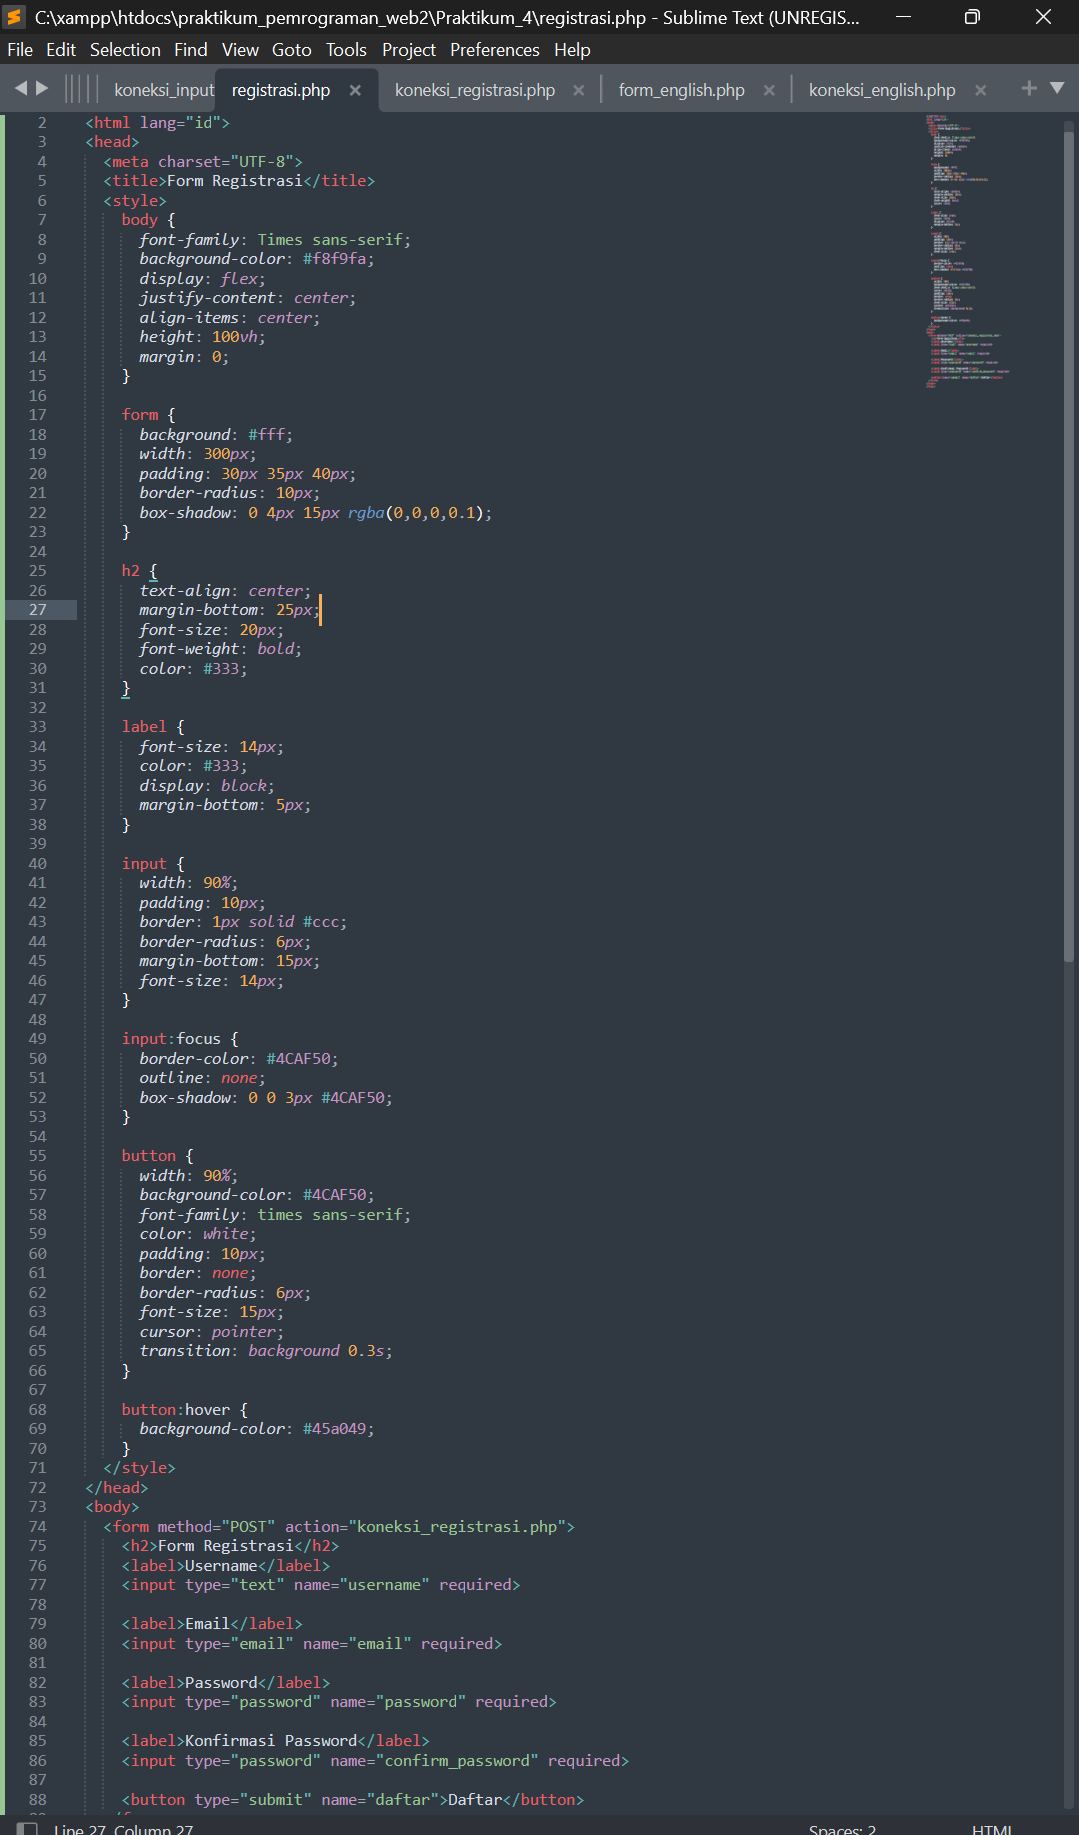 C:\xampp\htdocs\praktikum_pemrograman_web2\Praktikum_4\registrasi.php - Sublime Text (UNREGIS...
File Edit Selection Find View Goto Tools Project Preferences Help
koneksi_input registrasi.php koneksi_registrasi.php form_english.php koneksi_english.php
2 <html lang="id">
3 <head>
4 <meta charset="UTF-8">
5 <title>Form Registrasi</title>
6 <style>
7 body {
8 font-family: Times sans-serif;
9 background-color: #f8f9fa;
10 display: flex;
11 justify-content: center;
12 align-items: center;
13 height: 100vh;
14 margin: 0;
15 }
16
17 form {
18 background: #fff;
19 width: 300px;
20 padding: 30px 35px 40px;
21 border-radius: 10px;
22 box-shadow: 0 4px 15px rgba(0,0,0,0.1);
23 }
24
25 h2 {
26 text-align: center;
27 margin-bottom: 25px;
28 font-size: 20px;
29 font-weight: bold;
30 color: #333;
31 }
32
33 label {
34 font-size: 14px;
35 color: #333;
36 display: block;
37 margin-bottom: 5px;
38 }
39
40 input {
41 width: 90%;
42 padding: 10px;
43 border: 1px solid #ccc;
44 border-radius: 6px;
45 margin-bottom: 15px;
46 font-size: 14px;
47 }
48
49 input:focus {
50 border-color: #4CAF50;
51 outline: none;
52 box-shadow: 0 0 3px #4CAF50;
53 }
54
55 button {
56 width: 90%;
57 background-color: #4CAF50;
58 font-family: times sans-serif;
59 color: white;
60 padding: 10px;
61 border: none;
62 border-radius: 6px;
63 font-size: 15px;
64 cursor: pointer;
65 transition: background 0.3s;
66 }
67
68 button:hover {
69 background-color: #45a049;
70 }
71 </style>
72 </head>
73 <body>
74 <form method="POST" action="koneksi_registrasi.php">
75 <h2>Form Registrasi</h2>
76 <label>Username</label>
77 <input type="text" name="username" required>
78
79 <label>Email</label>
80 <input type="email" name="email" required>
81
82 <label>Password</label>
83 <input type="password" name="password" required>
84
85 <label>Konfirmasi Password</label>
86 <input type="password" name="confirm_password" required>
87
88 <button type="submit" name="daftar">Daftar</button>
Line 27, Column 27 Spaces: 2 HTML